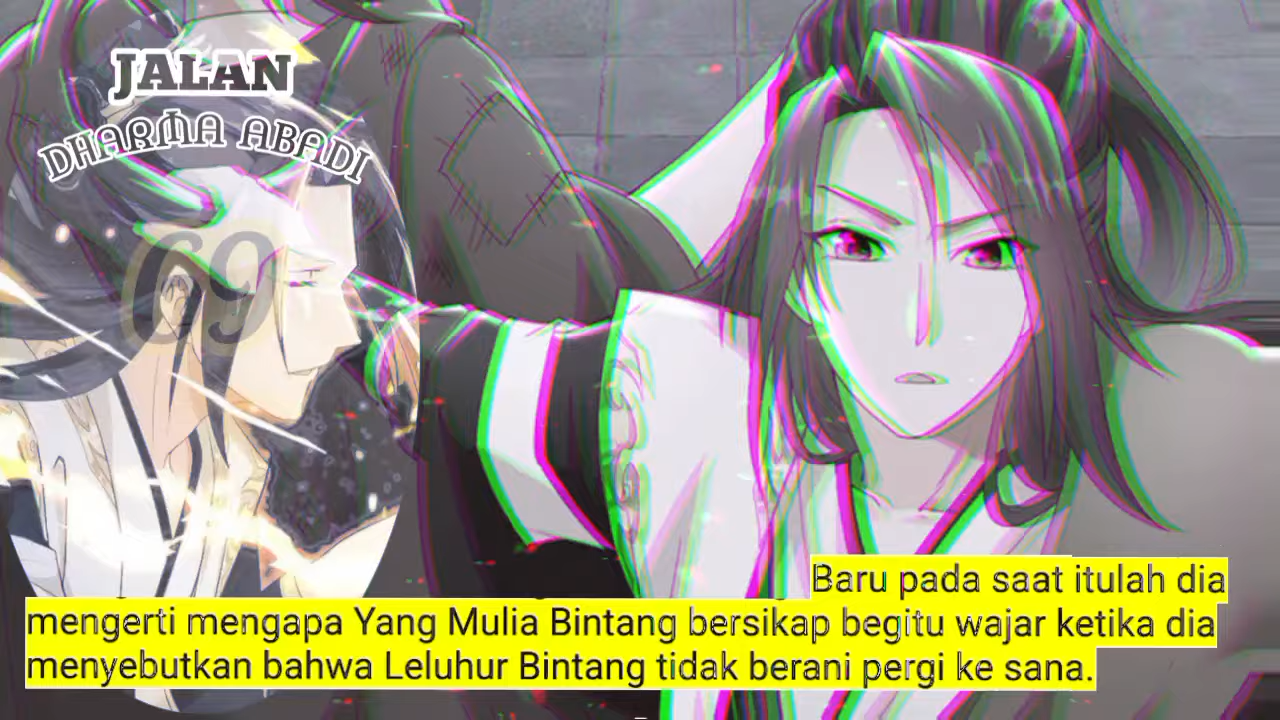 JALAN
DHARMA ABADI
69
Baru pada saat itulah dia
mengerti mengapa Yang Mulia Bintang bersikap begitu wajar ketika dia
menyebutkan bahwa Leluhur Bintang tidak berani pergi ke sana.